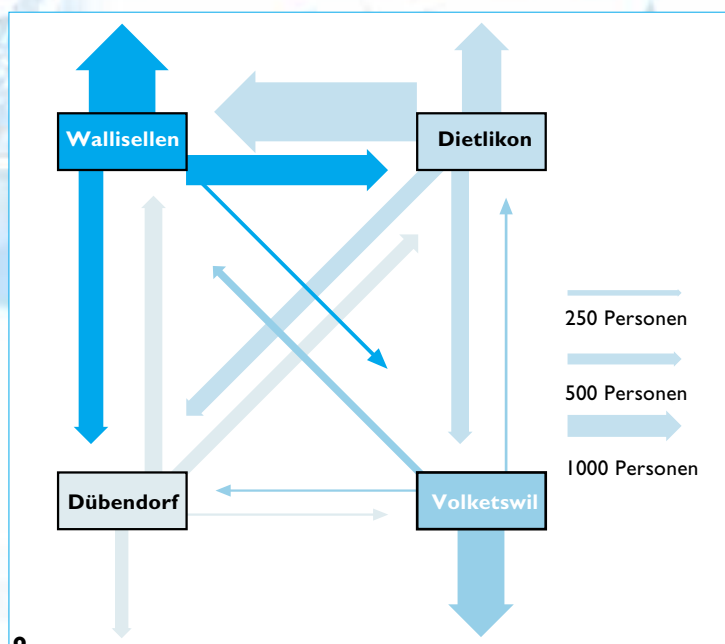 Wallisellen
Dietlikon
250 Personen
500 Personen
1000 Personen
Dübendorf
Volketswil